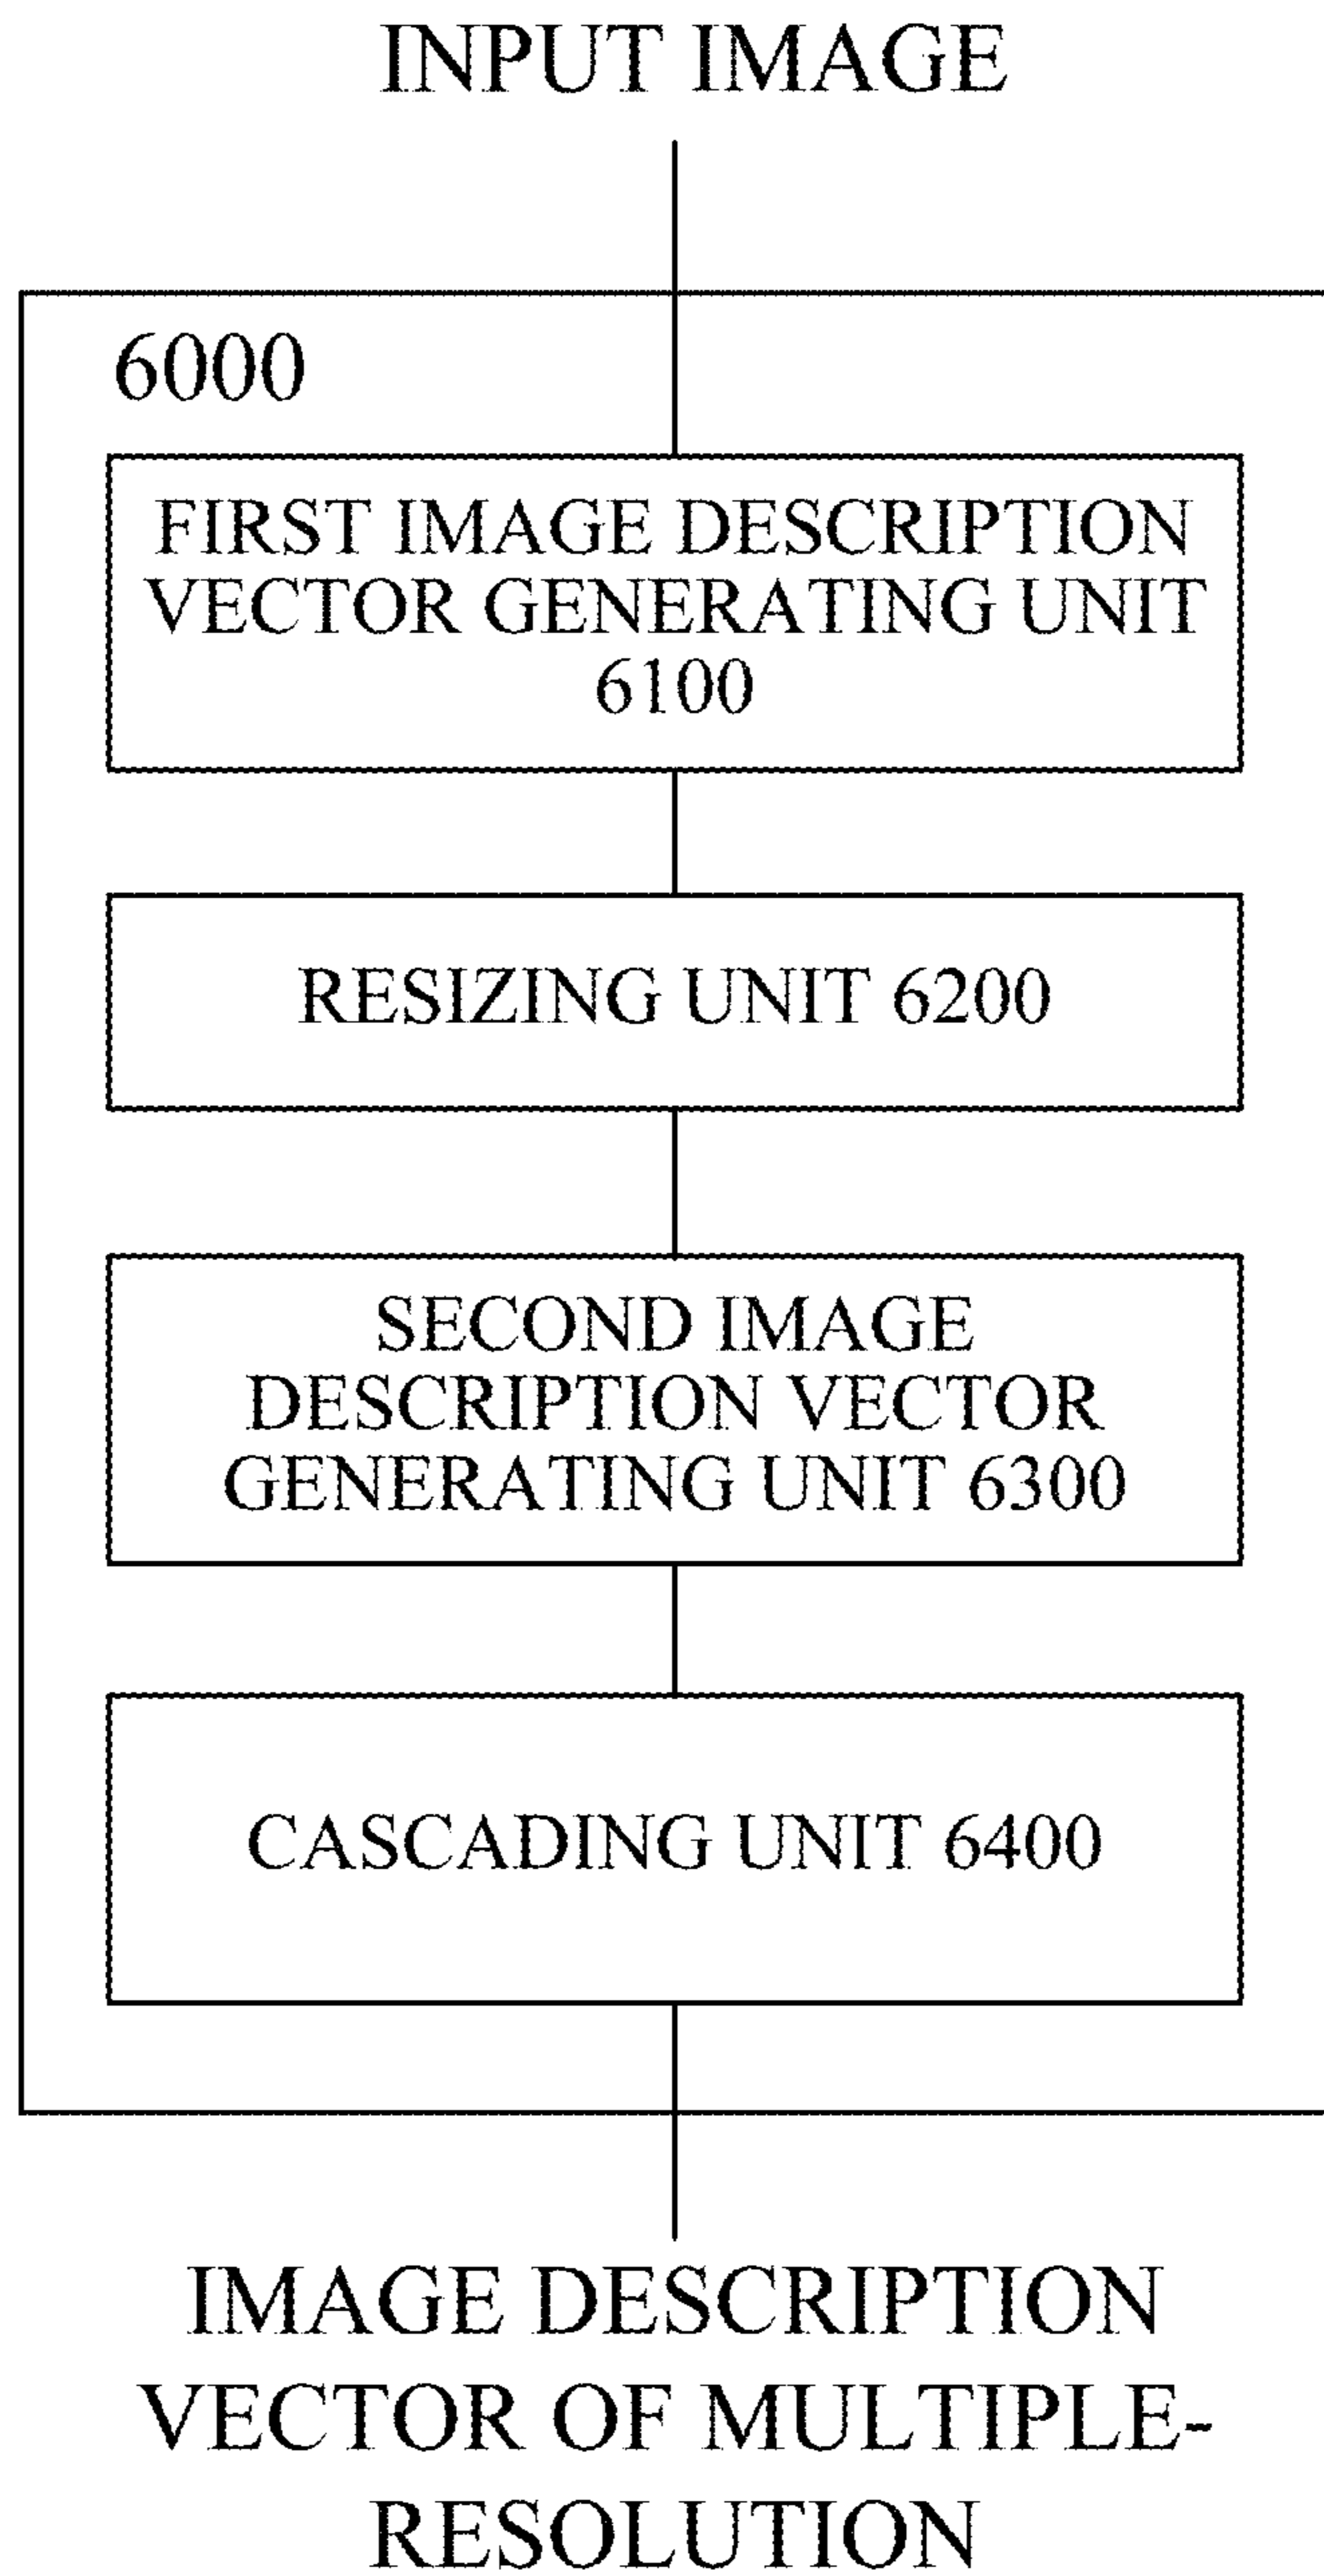 INPUT IMAGE
6000
FIRST IMAGE DESCRIPTION
VECTOR GENERATING UNIT
6100
RESIZING UNIT 6200
SECOND IMAGE
DESCRIPTION VECTOR
GENERATING UNIT 6300
CASCADING UNIT 6400
IMAGE DESCRIPTION
VECTOR OF MULTIPLE-
RESOLUTION